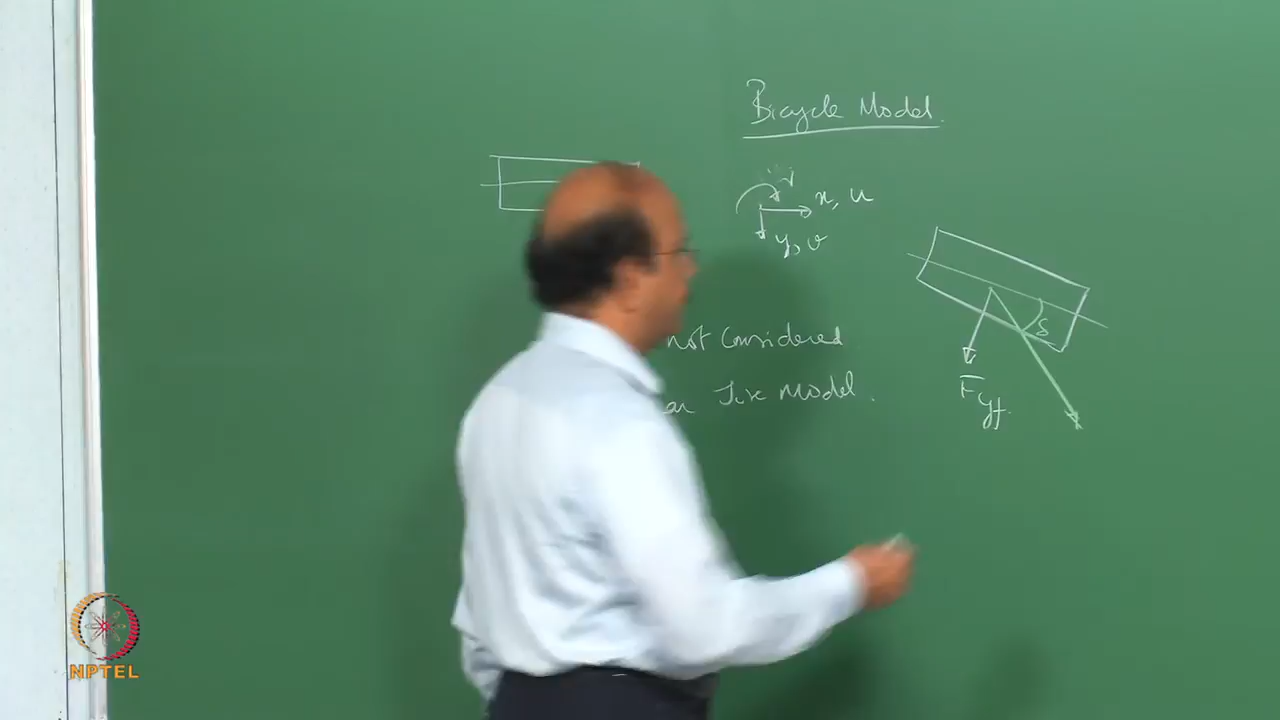 Bicycle Model.
r
x, u
y, v
not Considered
Tire Model.
δ
Fyf.
NPTEL